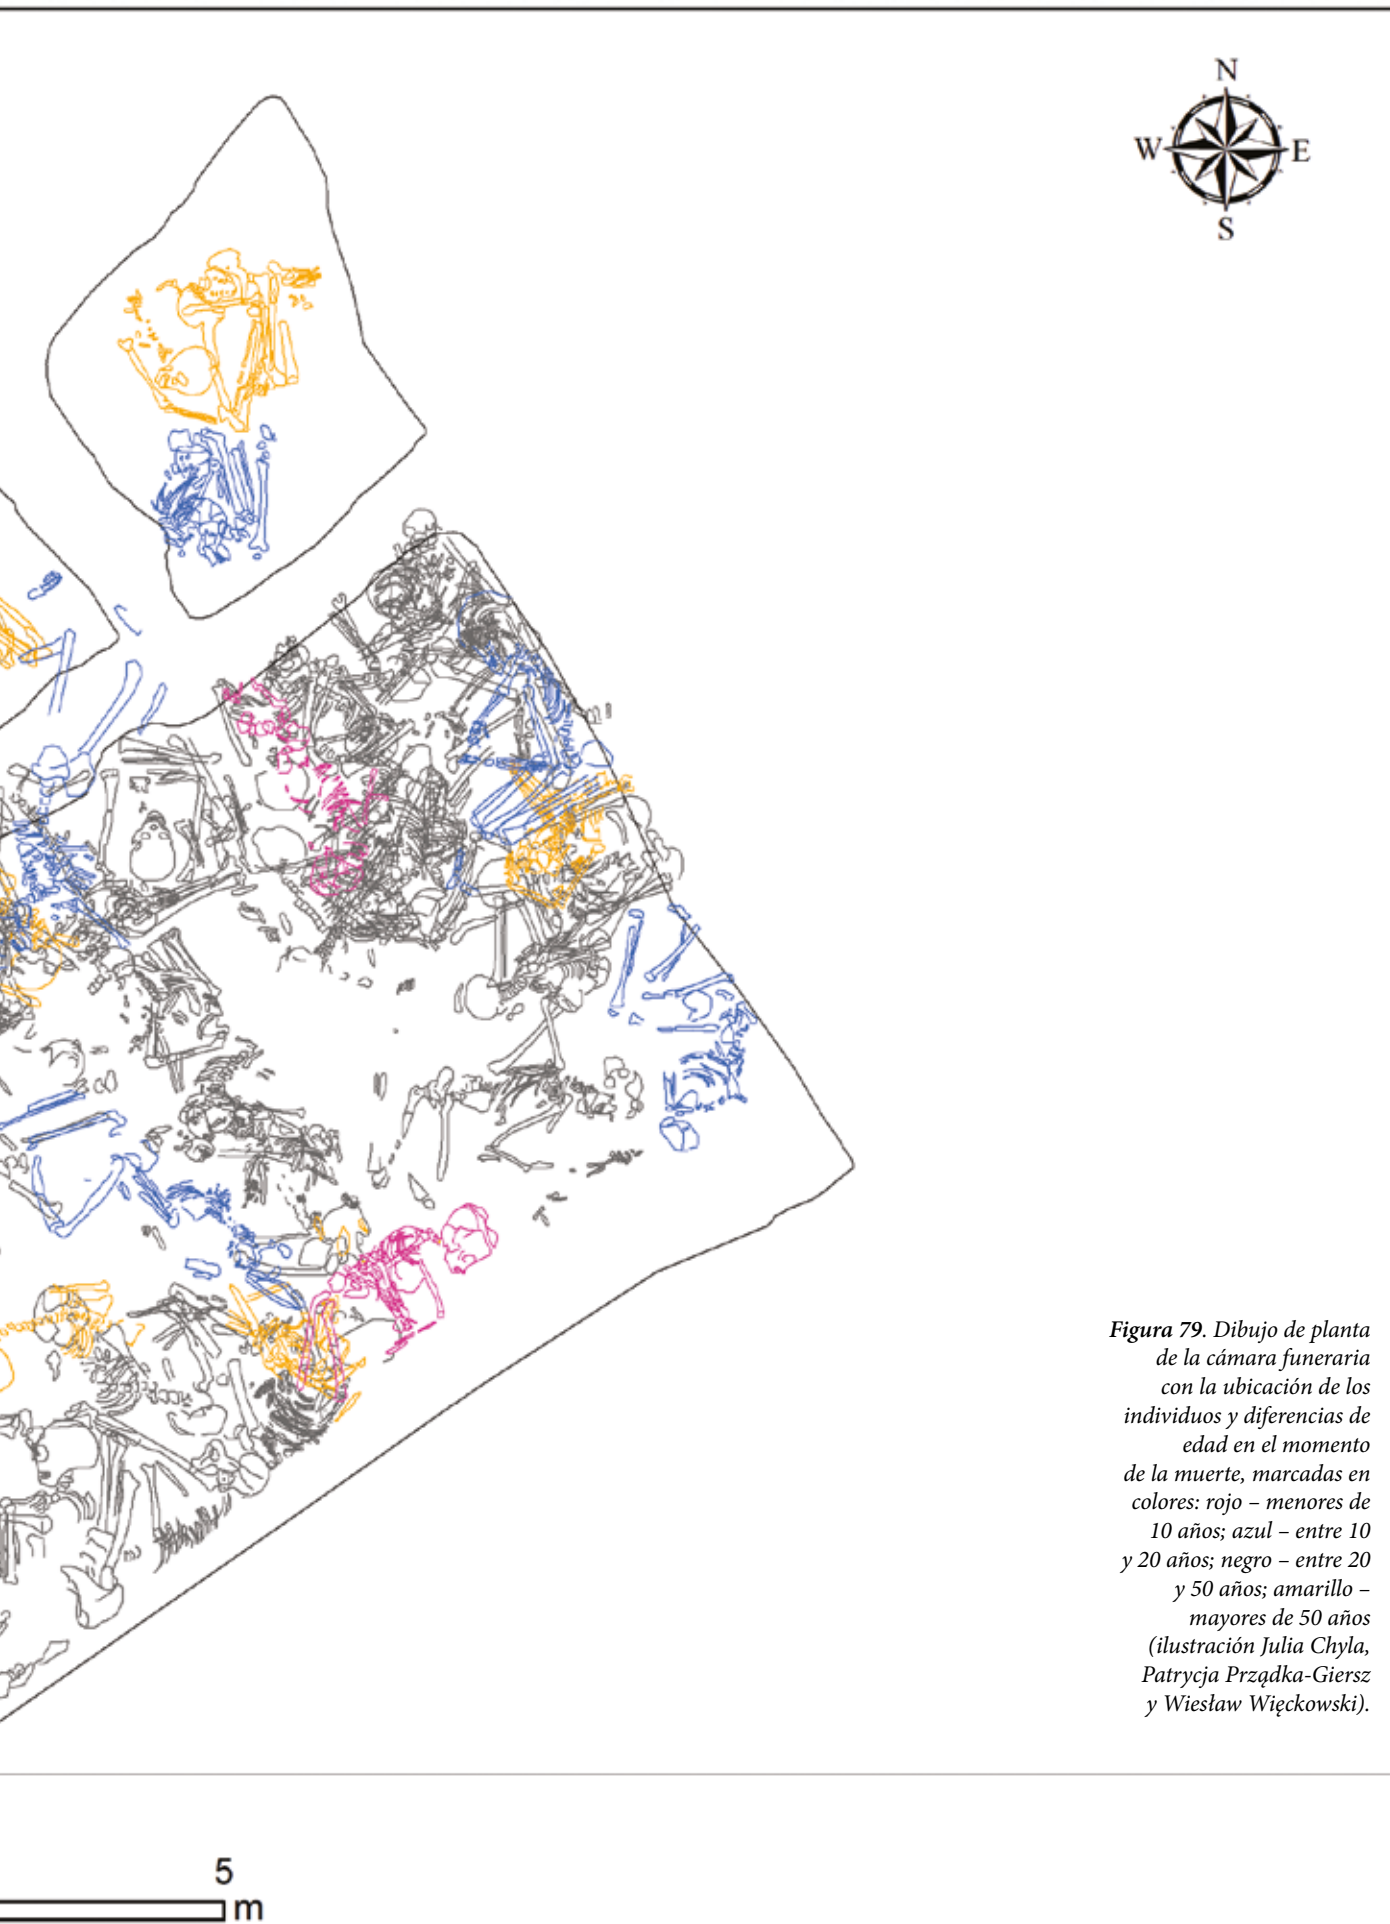 N
W E
S
Figura 79. Dibujo de planta
de la cámara funeraria
con la ubicación de los
individuos y diferencias de
edad en el momento
de la muerte, marcadas en
colores: rojo – menores de
10 años; azul – entre 10
y 20 años; negro – entre 20
y 50 años; amarillo –
mayores de 50 años
(ilustración Julia Chyla,
Patrycja Prządka-Giersz
y Wiesław Więckowski).
5
m